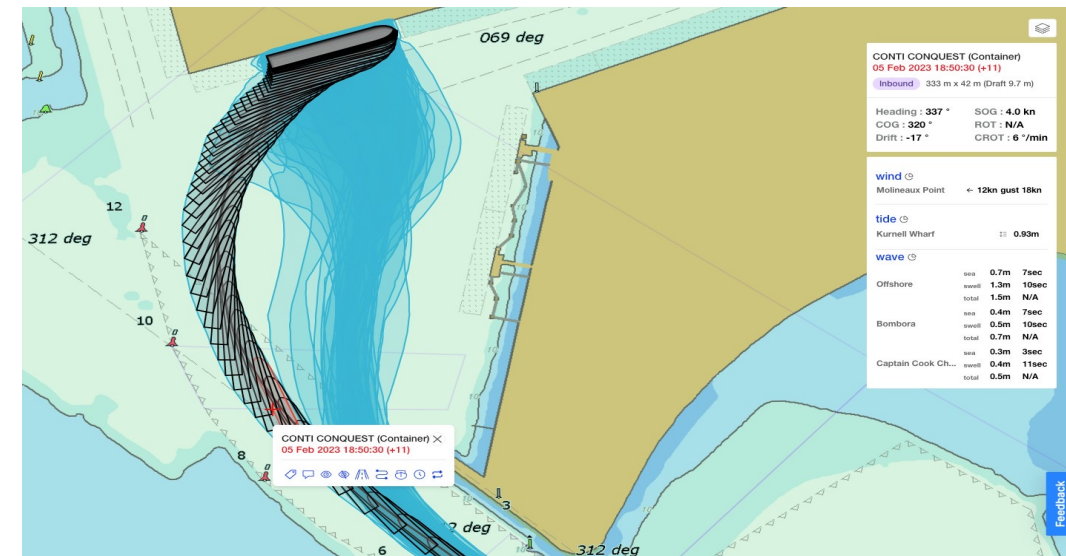 069 deg
12
312 deg
10
8
3
2 deg
6
312 deg
CONTI CONQUEST (Container)
05 Feb 2023 18:50:30 (+11)
CONTI CONQUEST (Container)
05 Feb 2023 18:50:30 (+11)
Inbound 333 m x 42 m (Draft 9.7 m)
Heading : 337 ° SOG : 4.0 kn
COG : 320 ° ROT : N/A
Drift : -17 ° CROT : 6 °/min
wind
Molineaux Point ← 12kn gust 18kn
tide
Kurnell Wharf 0.93m
wave
sea 0.7m 7sec
Offshore swell 1.3m 10sec
total 1.5m N/A
sea 0.4m 7sec
Bombora swell 0.5m 10sec
total 0.7m N/A
sea 0.3m 3sec
Captain Cook Ch... swell 0.4m 11sec
total 0.5m N/A
Feedback